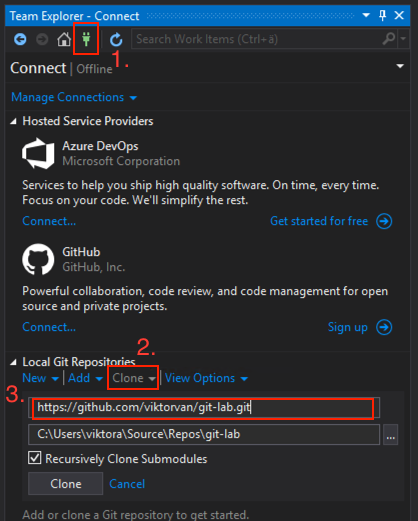 Team Explorer - Connect
Search Work Items (Ctrl+ä)
1.
Connect | Offline
Manage Connections
Hosted Service Providers
Azure DevOps
Microsoft Corporation
Services to help you ship high quality software. On time, every time.
Focus on your code. We'll simplify the rest.
Connect... Get started for free
GitHub
GitHub, Inc.
Powerful collaboration, code review, and code management for open
source and private projects.
Connect... Sign up
2.
Local Git Repositories
New | Add | Clone | View Options
3.
https://github.com/viktorvan/git-lab.git
C:\Users\viktora\Source\Repos\git-lab ...
Recursively Clone Submodules
Clone Cancel
Add or clone a Git repository to get started.